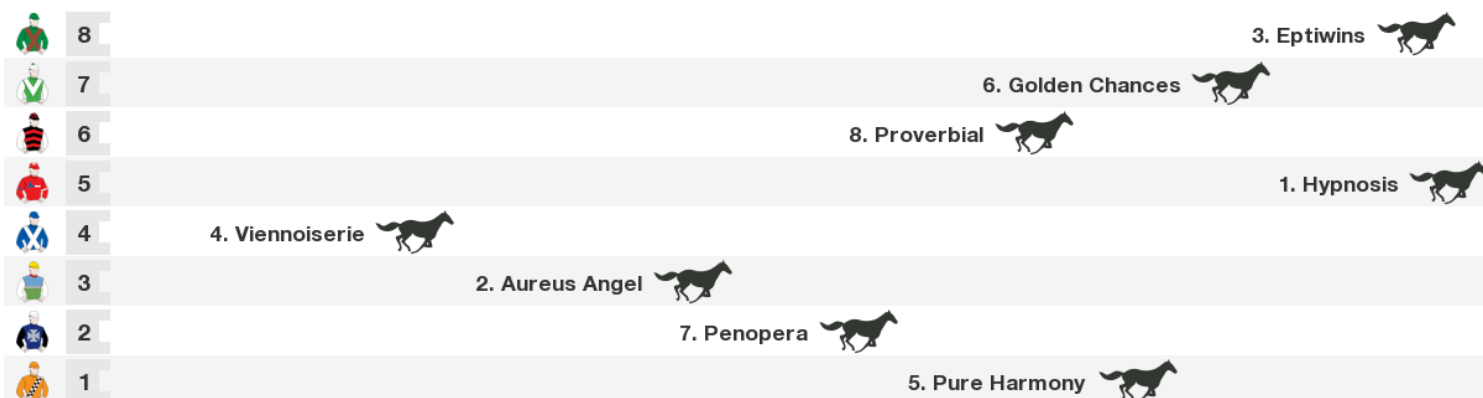 8 3. Eptiwins
7 6. Golden Chances
6 8. Proverbial
5 1. Hypnosis
4 4. Viennoiserie
3 2. Aureus Angel
2 7. Penopera
1 5. Pure Harmony